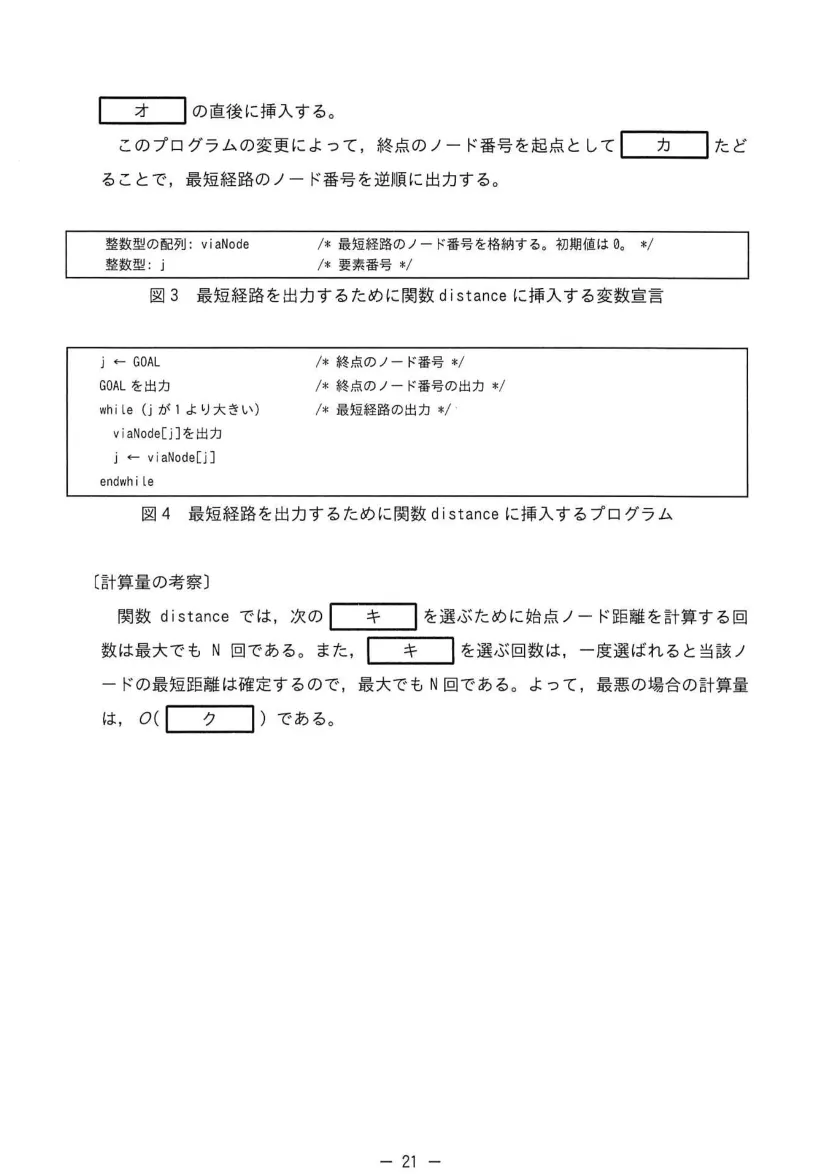 オ の直後に挿入する。
このプログラムの変更によって，終点のノード番号を起点として カ たど
ることで，最短経路のノード番号を逆順に出力する。
整数型の配列: viaNode /* 最短経路のノード番号を格納する。初期値は 0。 */
整数型: j /* 要素番号 */
図3 最短経路を出力するために関数 distance に挿入する変数宣言
j ← GOAL /* 終点のノード番号 */
GOAL を出力 /* 終点のノード番号の出力 */
while (j が 1 より大きい) /* 最短経路の出力 */
viaNode[j]を出力
j ← viaNode[j]
endwhile
図4 最短経路を出力するために関数 distance に挿入するプログラム
〔計算量の考察〕
関数 distance では，次の キ を選ぶために始点ノード距離を計算する回
数は最大でも N 回である。また， キ を選ぶ回数は，一度選ばれると当該ノ
ードの最短距離は確定するので，最大でも N 回である。よって，最悪の場合の計算量
は，O( ク ) である。
－ 21 －